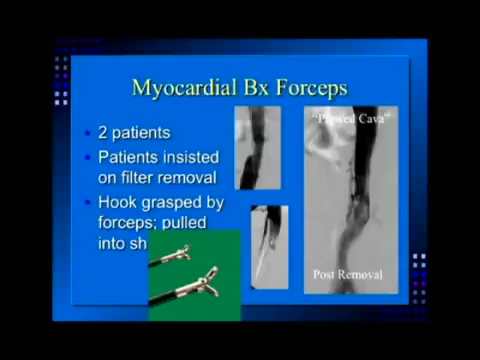 Myocardial Bx Forceps
• 2 patients
• Patients insisted
on filter removal
• Hook grasped by
forceps; pulled
into sh
"Plowed Cava"
Post Removal